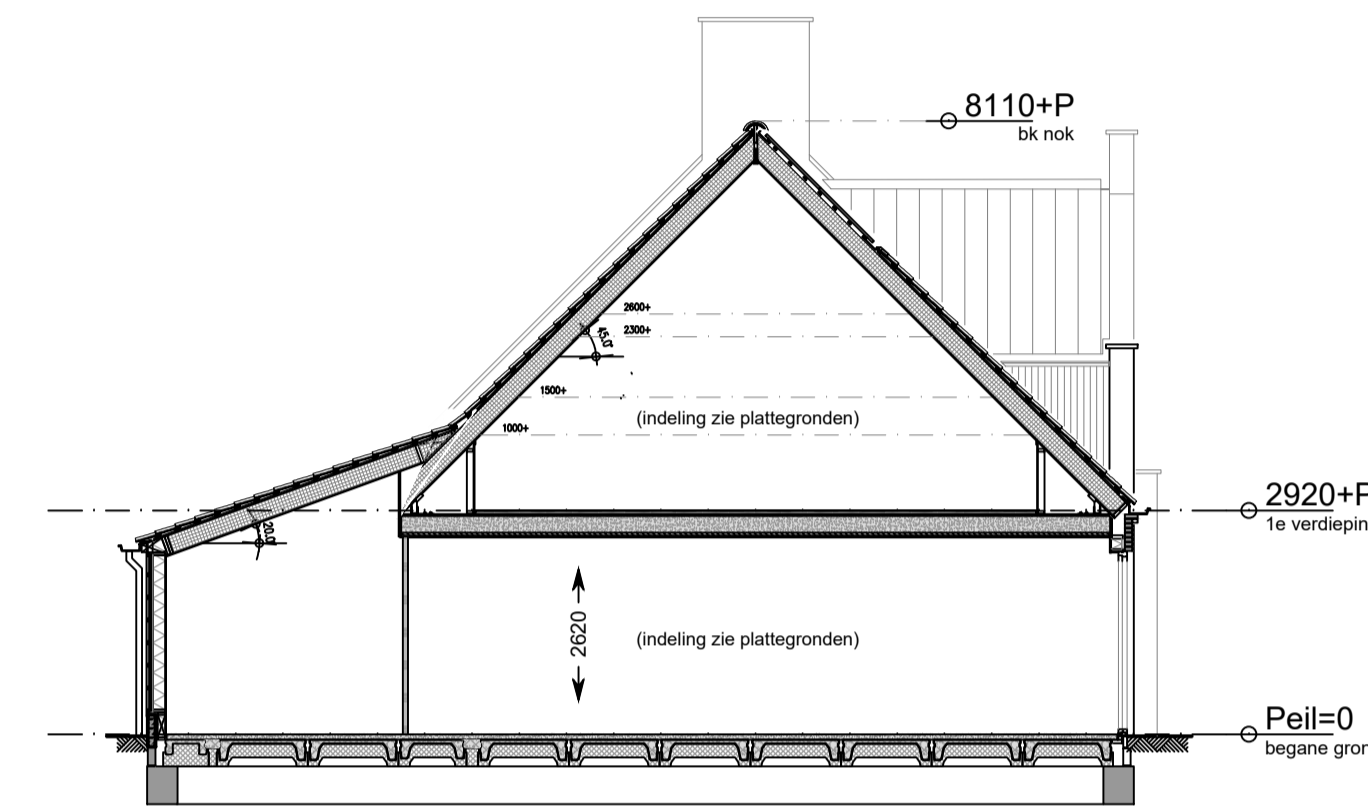 8110+P
bk nok
2600+
45.0°
2300+
1500+
(indeling zie plattegronden)
1000+
2920+P
1e verdiepin
20.0°
2620
(indeling zie plattegronden)
Peil=0
begane gron